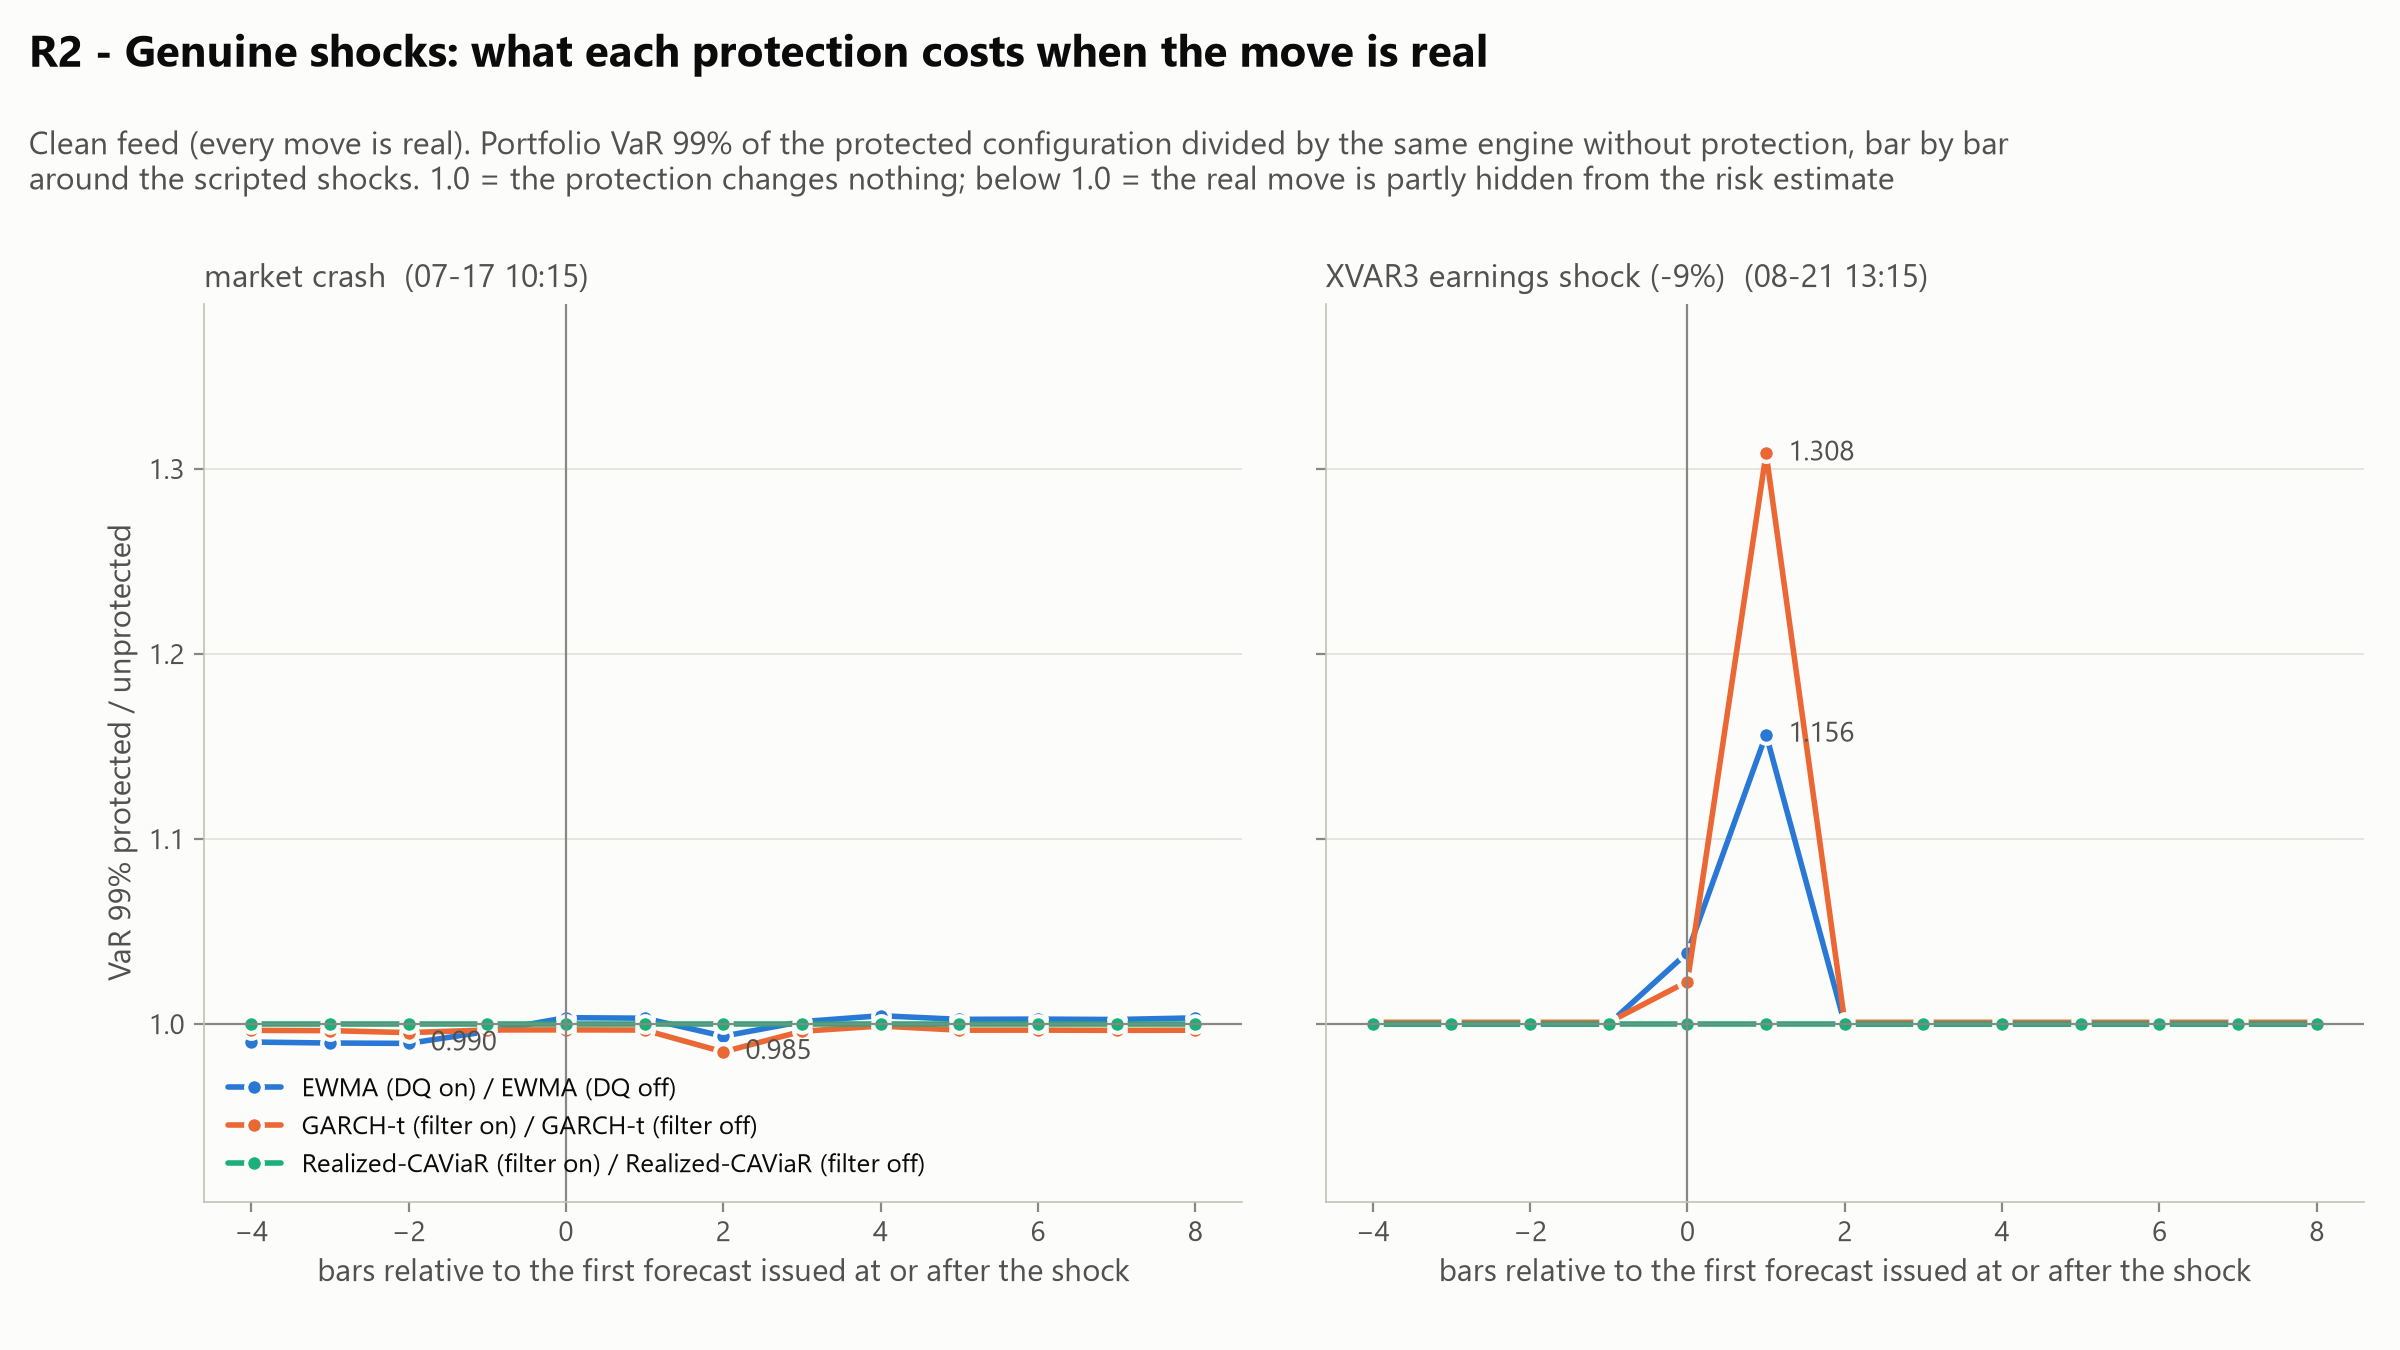 R2 - Genuine shocks: what each protection costs when the move is real
Clean feed (every move is real). Portfolio VaR 99% of the protected configuration divided by the same engine without protection, bar by bar
around the scripted shocks. 1.0 = the protection changes nothing; below 1.0 = the real move is partly hidden from the risk estimate
market crash (07-17 10:15)
VaR 99% protected / unprotected
1.3
1.2
1.1
1.0
0.990
0.985
EWMA (DQ on) / EWMA (DQ off)
GARCH-t (filter on) / GARCH-t (filter off)
Realized-CAViaR (filter on) / Realized-CAViaR (filter off)
−4 −2 0 2 4 6 8
bars relative to the first forecast issued at or after the shock
XVAR3 earnings shock (-9%) (08-21 13:15)
1.308
1.156
−4 −2 0 2 4 6 8
bars relative to the first forecast issued at or after the shock